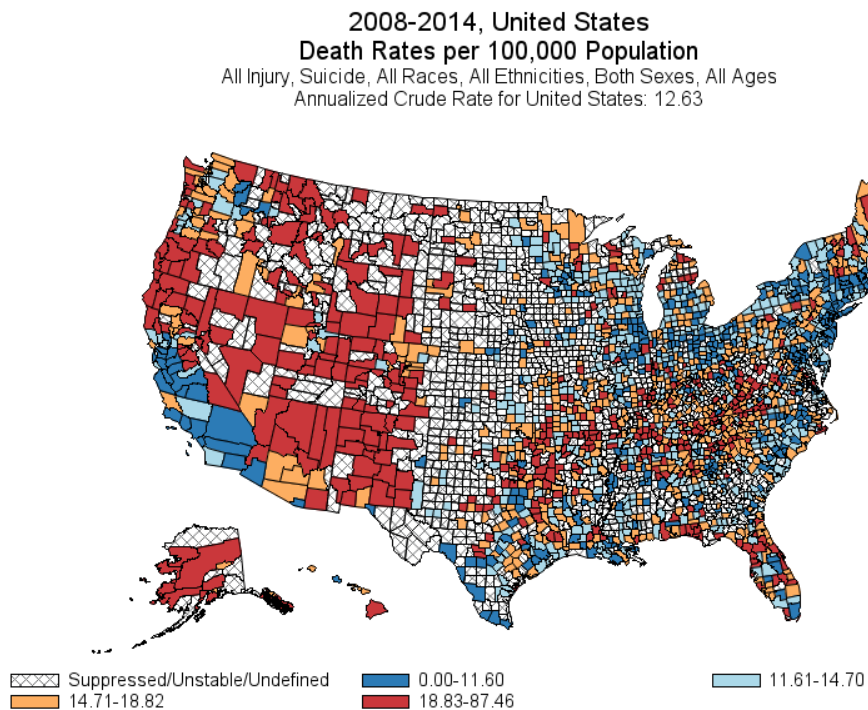 2008-2014, United States
Death Rates per 100,000 Population
All Injury, Suicide, All Races, All Ethnicities, Both Sexes, All Ages
Annualized Crude Rate for United States: 12.63
Suppressed/Unstable/Undefined 0.00-11.60 11.61-14.70
14.71-18.82 18.83-87.46